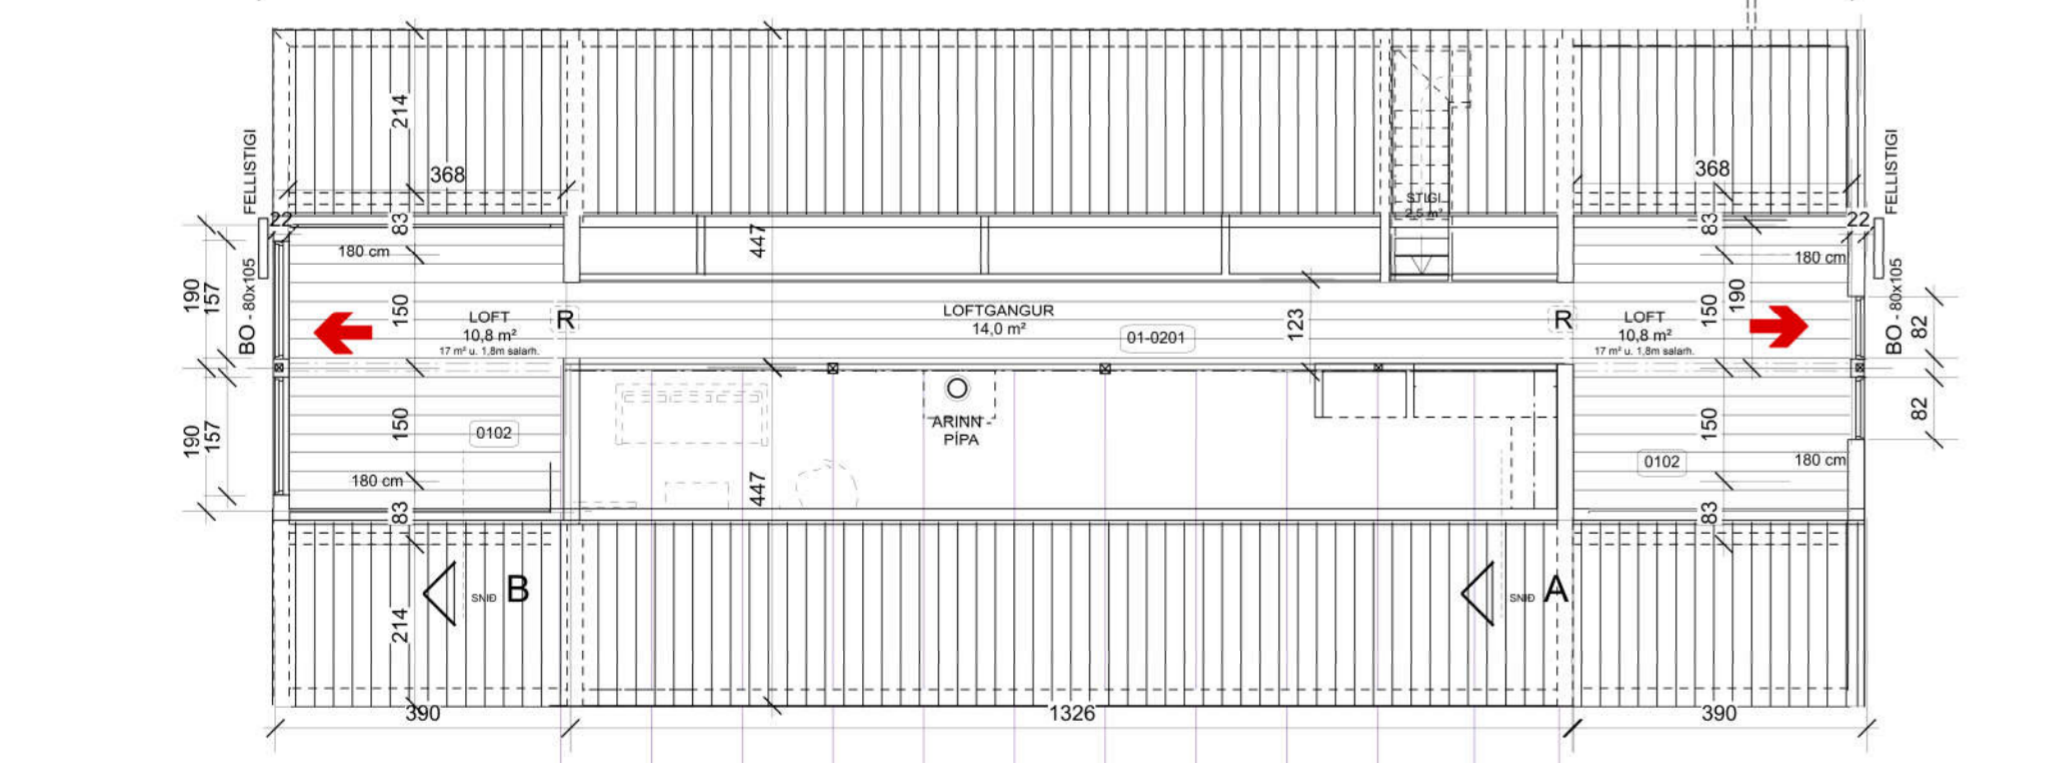 214
368
FELLISTIGI
22
83
180 cm
447
190
157
BO - 80x105
150
LOFT
10,8 m²
17 m² u. 1,8m salarh.
R
LOFTGANGUR
14,0 m²
01-0201
123
STIGI
2,5 m²
R
LOFT
10,8 m²
17 m² u. 1,8m salarh.
368
83
22
FELLISTIGI
180 cm
150
190
BO - 80x105
82
190
157
150
0102
180 cm
83
ARINN -
PÍPA
447
150
0102
180 cm
82
83
SNIÐ B
SNIÐ A
214
390
1326
390